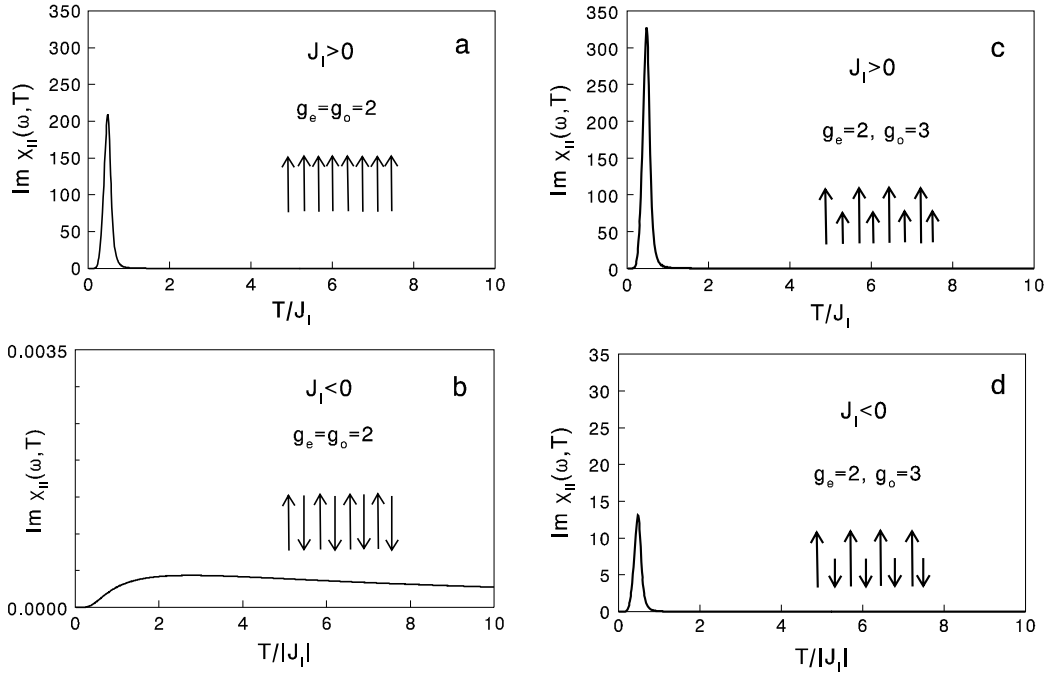 a
J_I>0
g_e=g_o=2
Im χ_II(ω,T)
350
300
250
200
150
100
50
0
0 2 4 6 8 10
T/J_I
c
J_I>0
g_e=2, g_o=3
Im χ_II(ω,T)
350
300
250
200
150
100
50
0
0 2 4 6 8 10
T/J_I
b
J_I<0
g_e=g_o=2
Im χ_II(ω,T)
0.0035
0.0000
0 2 4 6 8 10
T/|J_I|
d
J_I<0
g_e=2, g_o=3
Im χ_II(ω,T)
35
30
25
20
15
10
5
0
0 2 4 6 8 10
T/|J_I|